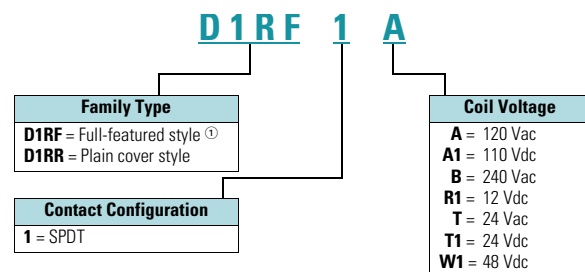 D1RF 1 A
Family Type
D1RF = Full-featured style ①
D1RR = Plain cover style
Contact Configuration
1 = SPDT
Coil Voltage
A = 120 Vac
A1 = 110 Vdc
B = 240 Vac
R1 = 12 Vdc
T = 24 Vac
T1 = 24 Vdc
W1 = 48 Vdc